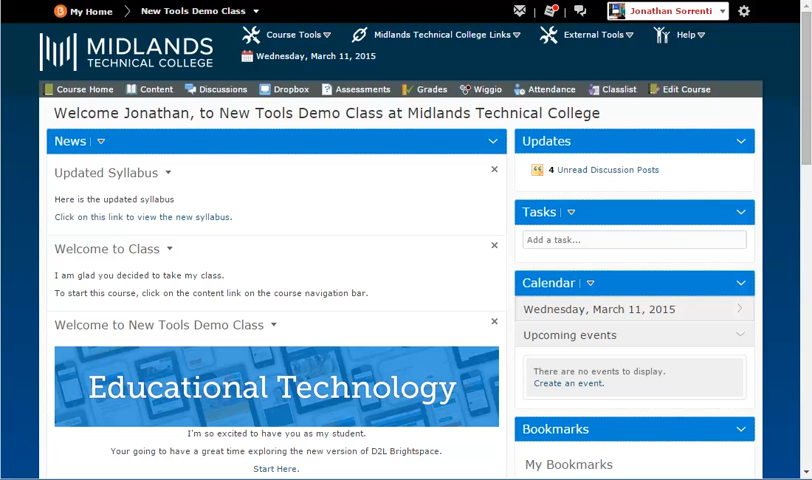 My Home
New Tools Demo Class
Jonathan Sorrenti
MIDLANDS
TECHNICAL COLLEGE
Course Tools
Midlands Technical College Links
External Tools
Help
Wednesday, March 11, 2015
Course Home
Content
Discussions
Dropbox
Assessments
Grades
Wiggio
Attendance
Classlist
Edit Course
Welcome Jonathan, to New Tools Demo Class at Midlands Technical College
News
Updated Syllabus
Here is the updated syllabus
Click on this link to view the new syllabus.
Welcome to Class
I am glad you decided to take my class.
To start this course, click on the content link on the course navigation bar.
Welcome to New Tools Demo Class
Educational Technology
I'm so excited to have you as my student.
Your going to have a great time exploring the new version of D2L Brightspace.
Start Here.
Updates
4 Unread Discussion Posts
Tasks
Add a task...
Calendar
Wednesday, March 11, 2015
Upcoming events
There are no events to display.
Create an event.
Bookmarks
My Bookmarks